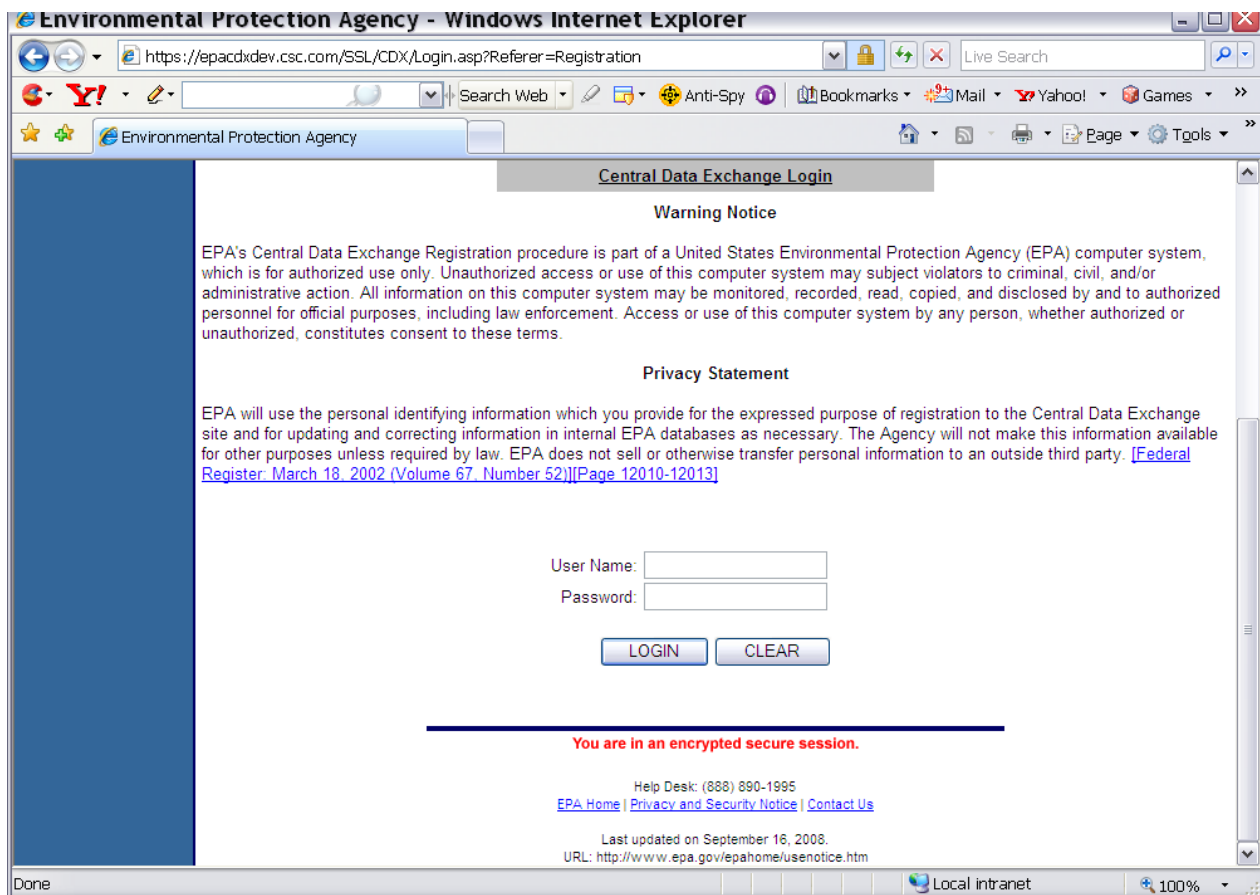 Environmental Protection Agency - Windows Internet Explorer
https://epacdxdev.csc.com/SSL/CDX/Login.asp?Referer=Registration Live Search
Y! Search Web Anti-Spy Bookmarks Mail Yahoo! Games »
Environmental Protection Agency Page Tools »
Central Data Exchange Login
Warning Notice
EPA's Central Data Exchange Registration procedure is part of a United States Environmental Protection Agency (EPA) computer system,
which is for authorized use only. Unauthorized access or use of this computer system may subject violators to criminal, civil, and/or
administrative action. All information on this computer system may be monitored, recorded, read, copied, and disclosed by and to authorized
personnel for official purposes, including law enforcement. Access or use of this computer system by any person, whether authorized or
unauthorized, constitutes consent to these terms.
Privacy Statement
EPA will use the personal identifying information which you provide for the expressed purpose of registration to the Central Data Exchange
site and for updating and correcting information in internal EPA databases as necessary. The Agency will not make this information available
for other purposes unless required by law. EPA does not sell or otherwise transfer personal information to an outside third party. [Federal
Register: March 18, 2002 (Volume 67, Number 52)][Page 12010-12013]
User Name:
Password:
LOGIN CLEAR
You are in an encrypted secure session.
Help Desk: (888) 890-1995
EPA Home | Privacy and Security Notice | Contact Us
Last updated on September 16, 2008.
URL: http://www.epa.gov/epahome/usenotice.htm
Done Local intranet 100%